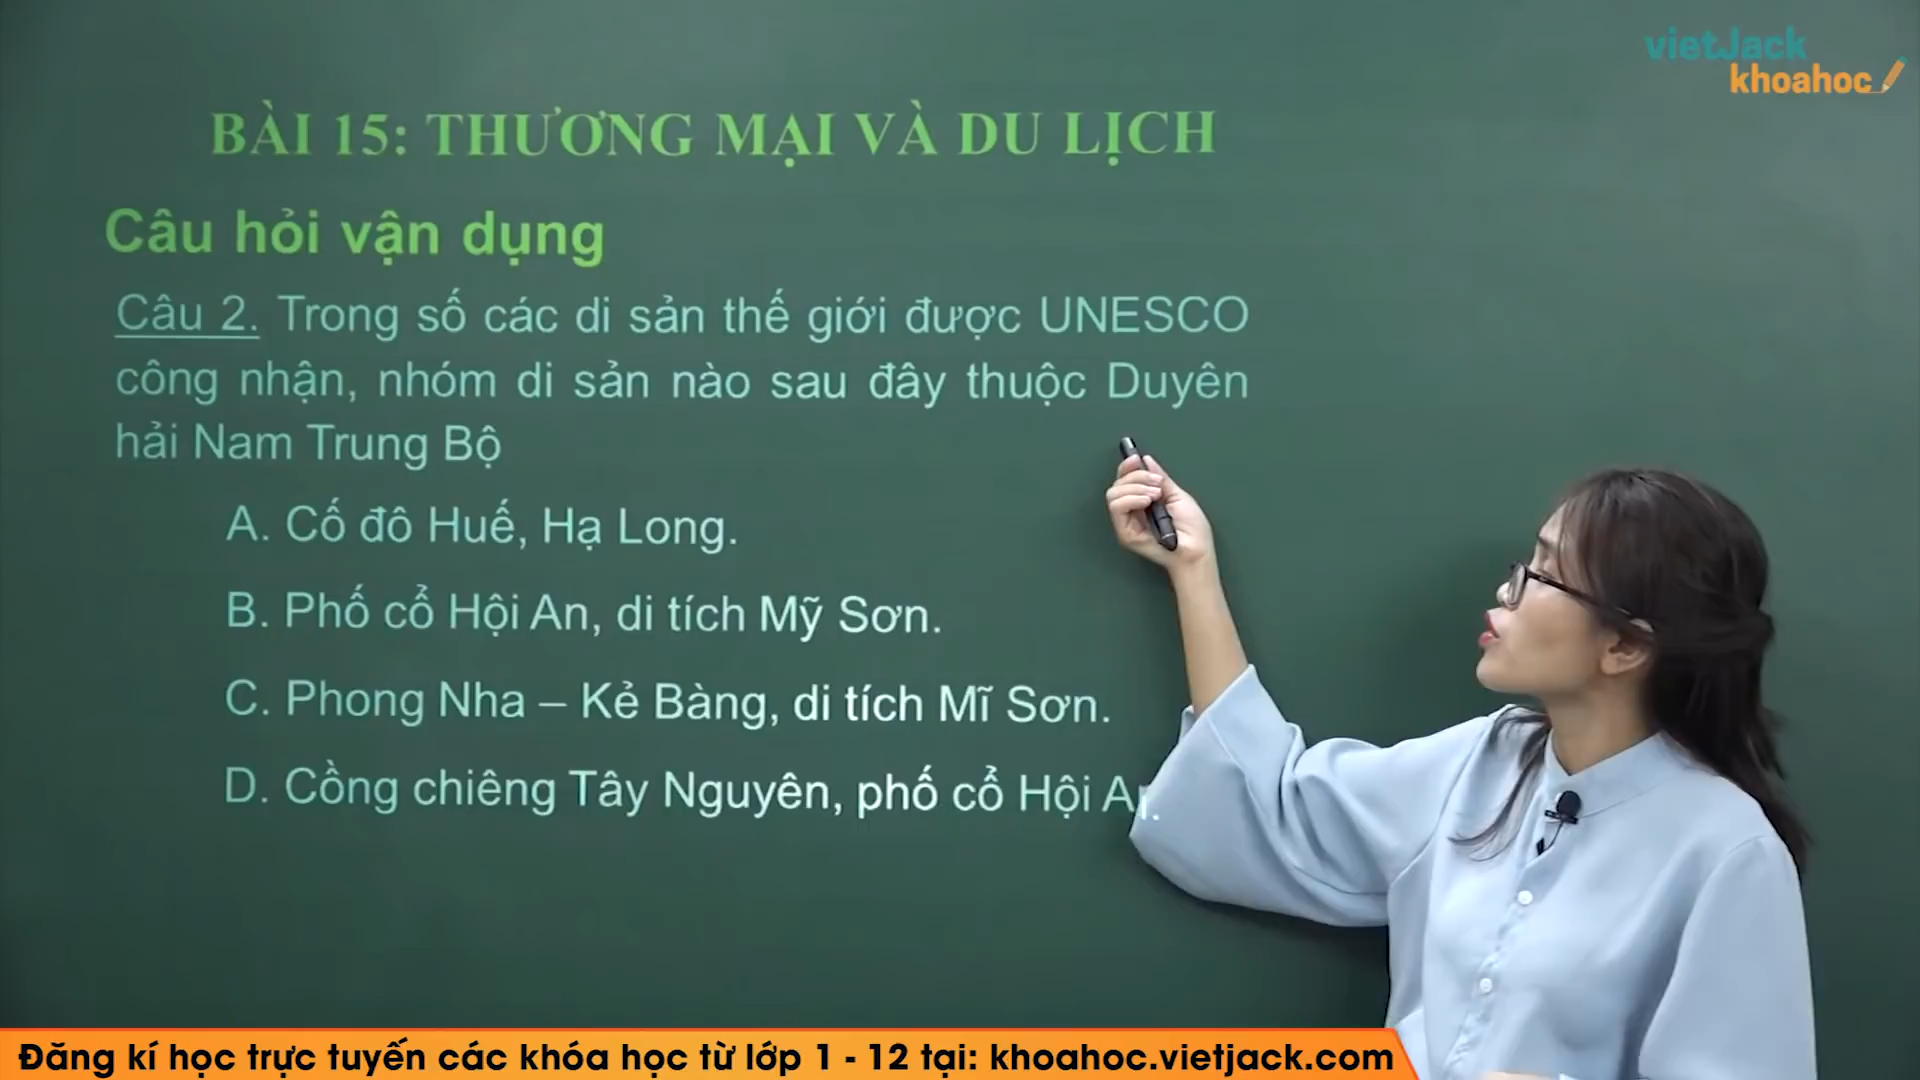 vietJack
khoahoc
BÀI 15: THƯƠNG MẠI VÀ DU LỊCH
Câu hỏi vận dụng
Câu 2. Trong số các di sản thế giới được UNESCO
công nhận, nhóm di sản nào sau đây thuộc Duyên
hải Nam Trung Bộ
A. Cố đô Huế, Hạ Long.
B. Phố cổ Hội An, di tích Mỹ Sơn.
C. Phong Nha – Kẻ Bàng, di tích Mĩ Sơn.
D. Cồng chiêng Tây Nguyên, phố cổ Hội An.
Đăng kí học trực tuyến các khóa học từ lớp 1 - 12 tại: khoahoc.vietjack.com